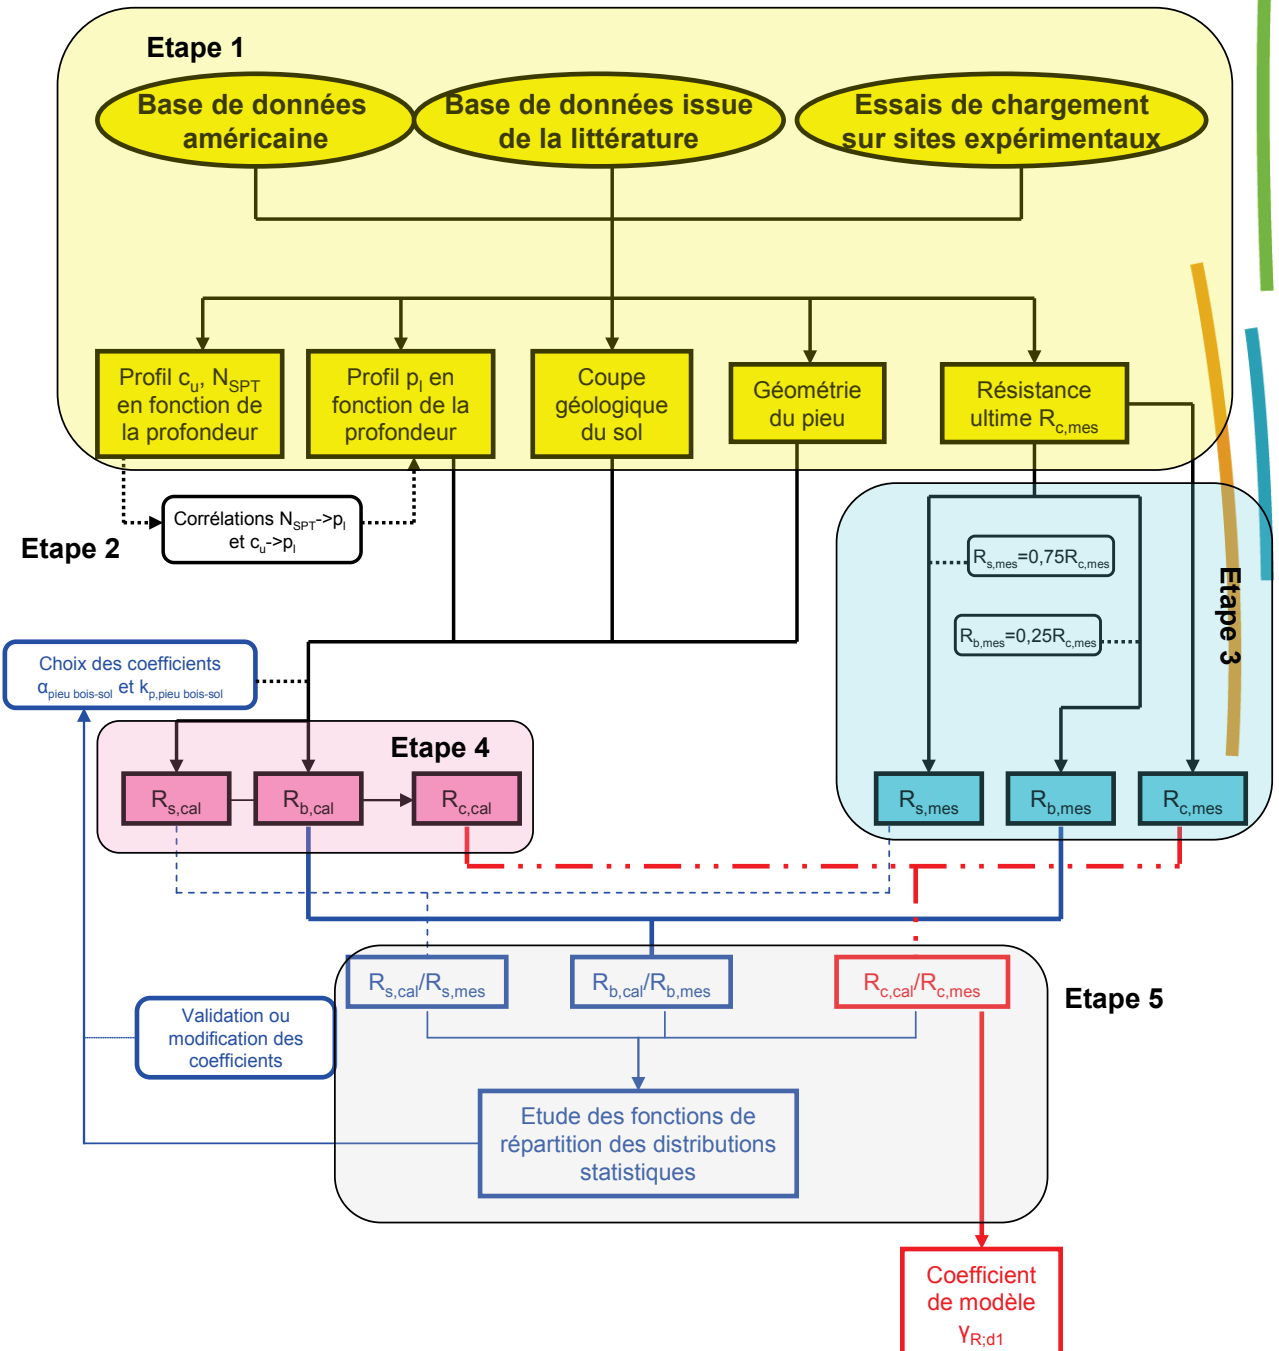 Etape 1
Base de données
américaine
Base de données issue
de la littérature
Essais de chargement
sur sites expérimentaux
Profil cu, NSPT
en fonction de
la profondeur
Profil pl en
fonction de la
profondeur
Coupe
géologique
du sol
Géométrie
du pieu
Résistance
ultime Rc,mes
Etape 2
Corrélations NSPT->pl
et cu->pl
Rs,mes=0,75Rc,mes
Rb,mes=0,25Rc,mes
Etape 3
Choix des coefficients
αpieu bois-sol et kp,pieu bois-sol
Etape 4
Rs,cal
Rb,cal
Rc,cal
Rs,mes
Rb,mes
Rc,mes
Rs,cal/Rs,mes
Rb,cal/Rb,mes
Rc,cal/Rc,mes
Etape 5
Validation ou
modification des
coefficients
Etude des fonctions de
répartition des distributions
statistiques
Coefficient
de modèle
γR;d1